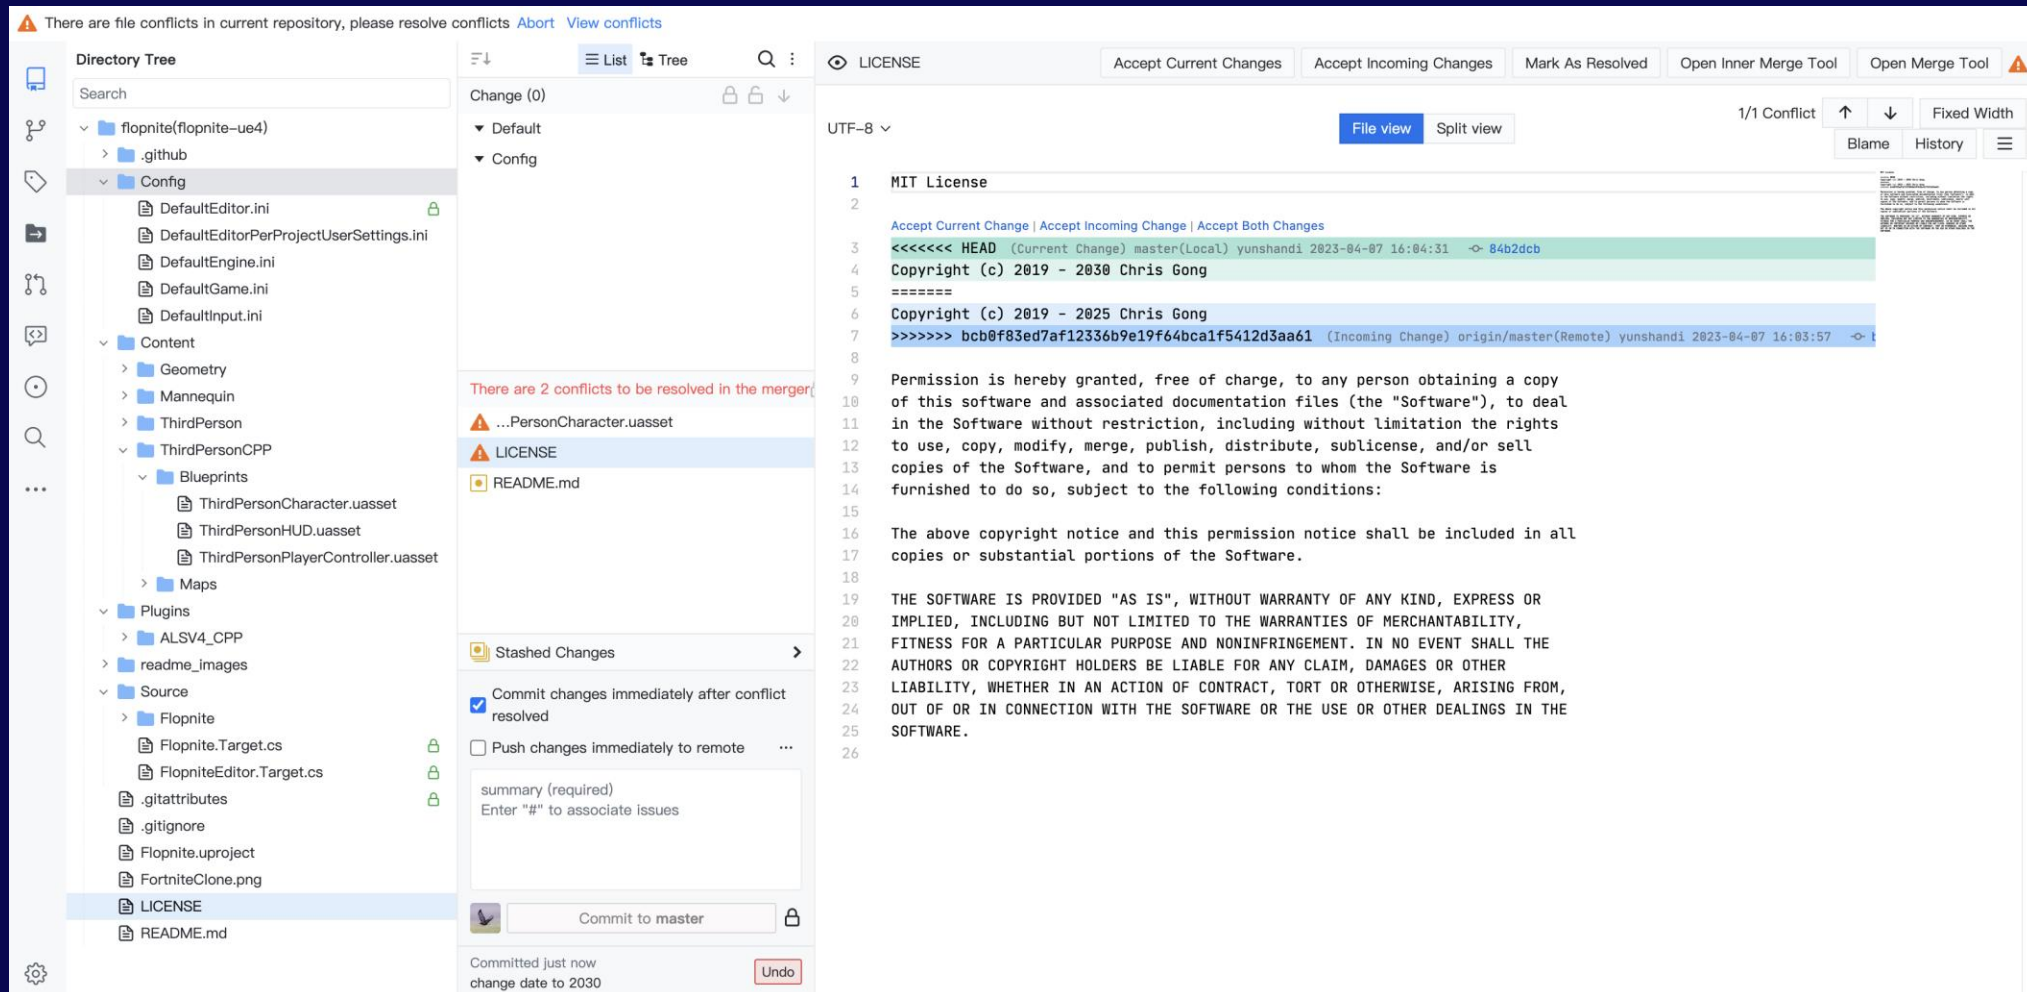 There are file conflicts in current repository, please resolve conflicts Abort View conflicts
Directory Tree
Search
flopnite(flopnite-ue4)
.github
Config
DefaultEditor.ini
DefaultEditorPerProjectUserSettings.ini
DefaultEngine.ini
DefaultGame.ini
DefaultInput.ini
Content
Geometry
Mannequin
ThirdPerson
ThirdPersonCPP
Blueprints
ThirdPersonCharacter.uasset
ThirdPersonHUD.uasset
ThirdPersonPlayerController.uasset
Maps
Plugins
ALSV4_CPP
readme_images
Source
Flopnite
Flopnite.Target.cs
FlopniteEditor.Target.cs
.gitattributes
.gitignore
Flopnite.uproject
FortniteClone.png
LICENSE
README.md
List Tree
Change (0)
Default
Config
There are 2 conflicts to be resolved in the merger
...PersonCharacter.uasset
LICENSE
README.md
Stashed Changes
Commit changes immediately after conflict
resolved
Push changes immediately to remote ...
summary (required)
Enter "#" to associate issues
Commit to master
Committed just now
change date to 2030
Undo
LICENSE
Accept Current Changes Accept Incoming Changes Mark As Resolved Open Inner Merge Tool Open Merge Tool
1/1 Conflict Fixed Width
UTF-8 File view Split view
Blame History
1 MIT License
2
Accept Current Change | Accept Incoming Change | Accept Both Changes
3 <<<<<<< HEAD (Current Change) master(Local) yunshandi 2023-04-07 16:04:31 84b2dcb
4 Copyright (c) 2019 - 2030 Chris Gong
5 =======
6 Copyright (c) 2019 - 2025 Chris Gong
7 >>>>>>> bcb0f83ed7af12336b9e19f64bca1f5412d3aa61 (Incoming Change) origin/master(Remote) yunshandi 2023-04-07 16:03:57
8
9 Permission is hereby granted, free of charge, to any person obtaining a copy
10 of this software and associated documentation files (the "Software"), to deal
11 in the Software without restriction, including without limitation the rights
12 to use, copy, modify, merge, publish, distribute, sublicense, and/or sell
13 copies of the Software, and to permit persons to whom the Software is
14 furnished to do so, subject to the following conditions:
15
16 The above copyright notice and this permission notice shall be included in all
17 copies or substantial portions of the Software.
18
19 THE SOFTWARE IS PROVIDED "AS IS", WITHOUT WARRANTY OF ANY KIND, EXPRESS OR
20 IMPLIED, INCLUDING BUT NOT LIMITED TO THE WARRANTIES OF MERCHANTABILITY,
21 FITNESS FOR A PARTICULAR PURPOSE AND NONINFRINGEMENT. IN NO EVENT SHALL THE
22 AUTHORS OR COPYRIGHT HOLDERS BE LIABLE FOR ANY CLAIM, DAMAGES OR OTHER
23 LIABILITY, WHETHER IN AN ACTION OF CONTRACT, TORT OR OTHERWISE, ARISING FROM,
24 OUT OF OR IN CONNECTION WITH THE SOFTWARE OR THE USE OR OTHER DEALINGS IN THE
25 SOFTWARE.
26